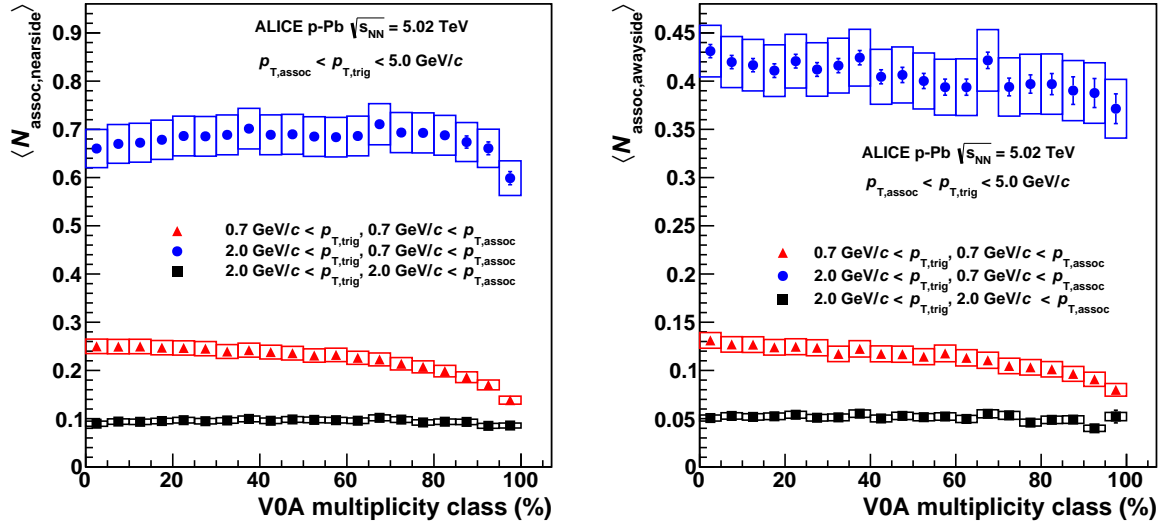 ⟨N assoc,nearside⟩
ALICE p-Pb √sNN = 5.02 TeV
pT,assoc < pT,trig < 5.0 GeV/c
0.7 GeV/c < pT,trig, 0.7 GeV/c < pT,assoc
2.0 GeV/c < pT,trig, 0.7 GeV/c < pT,assoc
2.0 GeV/c < pT,trig, 2.0 GeV/c < pT,assoc
0.9
0.8
0.7
0.6
0.5
0.4
0.3
0.2
0.1
0
0 20 40 60 80 100
V0A multiplicity class (%)
⟨N assoc,awayside⟩
ALICE p-Pb √sNN = 5.02 TeV
pT,assoc < pT,trig < 5.0 GeV/c
0.7 GeV/c < pT,trig, 0.7 GeV/c < pT,assoc
2.0 GeV/c < pT,trig, 0.7 GeV/c < pT,assoc
2.0 GeV/c < pT,trig, 2.0 GeV/c < pT,assoc
0.45
0.4
0.35
0.3
0.25
0.2
0.15
0.1
0.05
0
0 20 40 60 80 100
V0A multiplicity class (%)